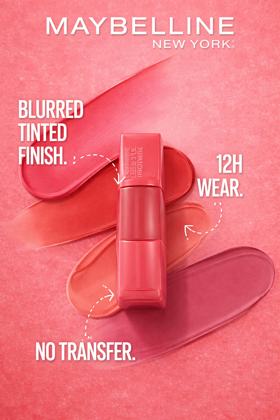 MAYBELLINE
NEW YORK®
BLURRED
TINTED
FINISH.
12H
WEAR.
NO TRANSFER.